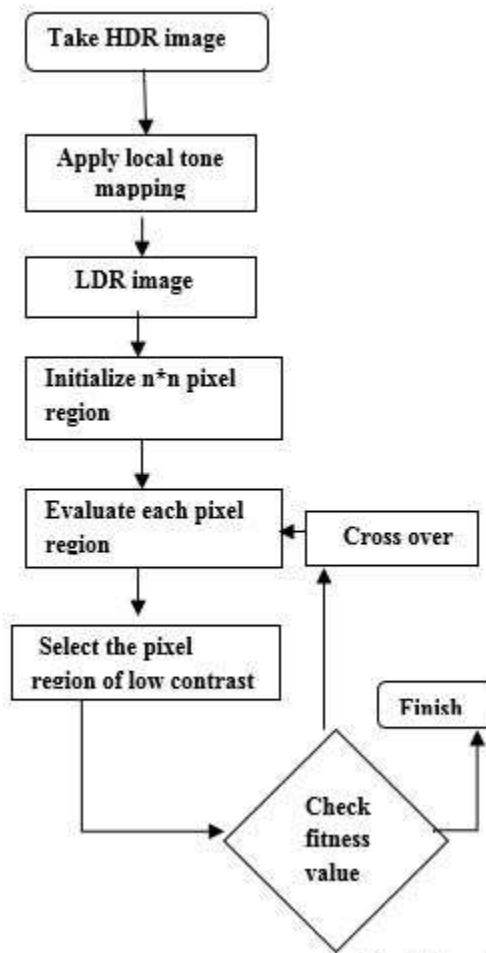 Take HDR image
Apply local tone
mapping
LDR image
Initialize n*n pixel
region
Evaluate each pixel
region
Cross over
Select the pixel
region of low contrast
Finish
Check
fitness
value